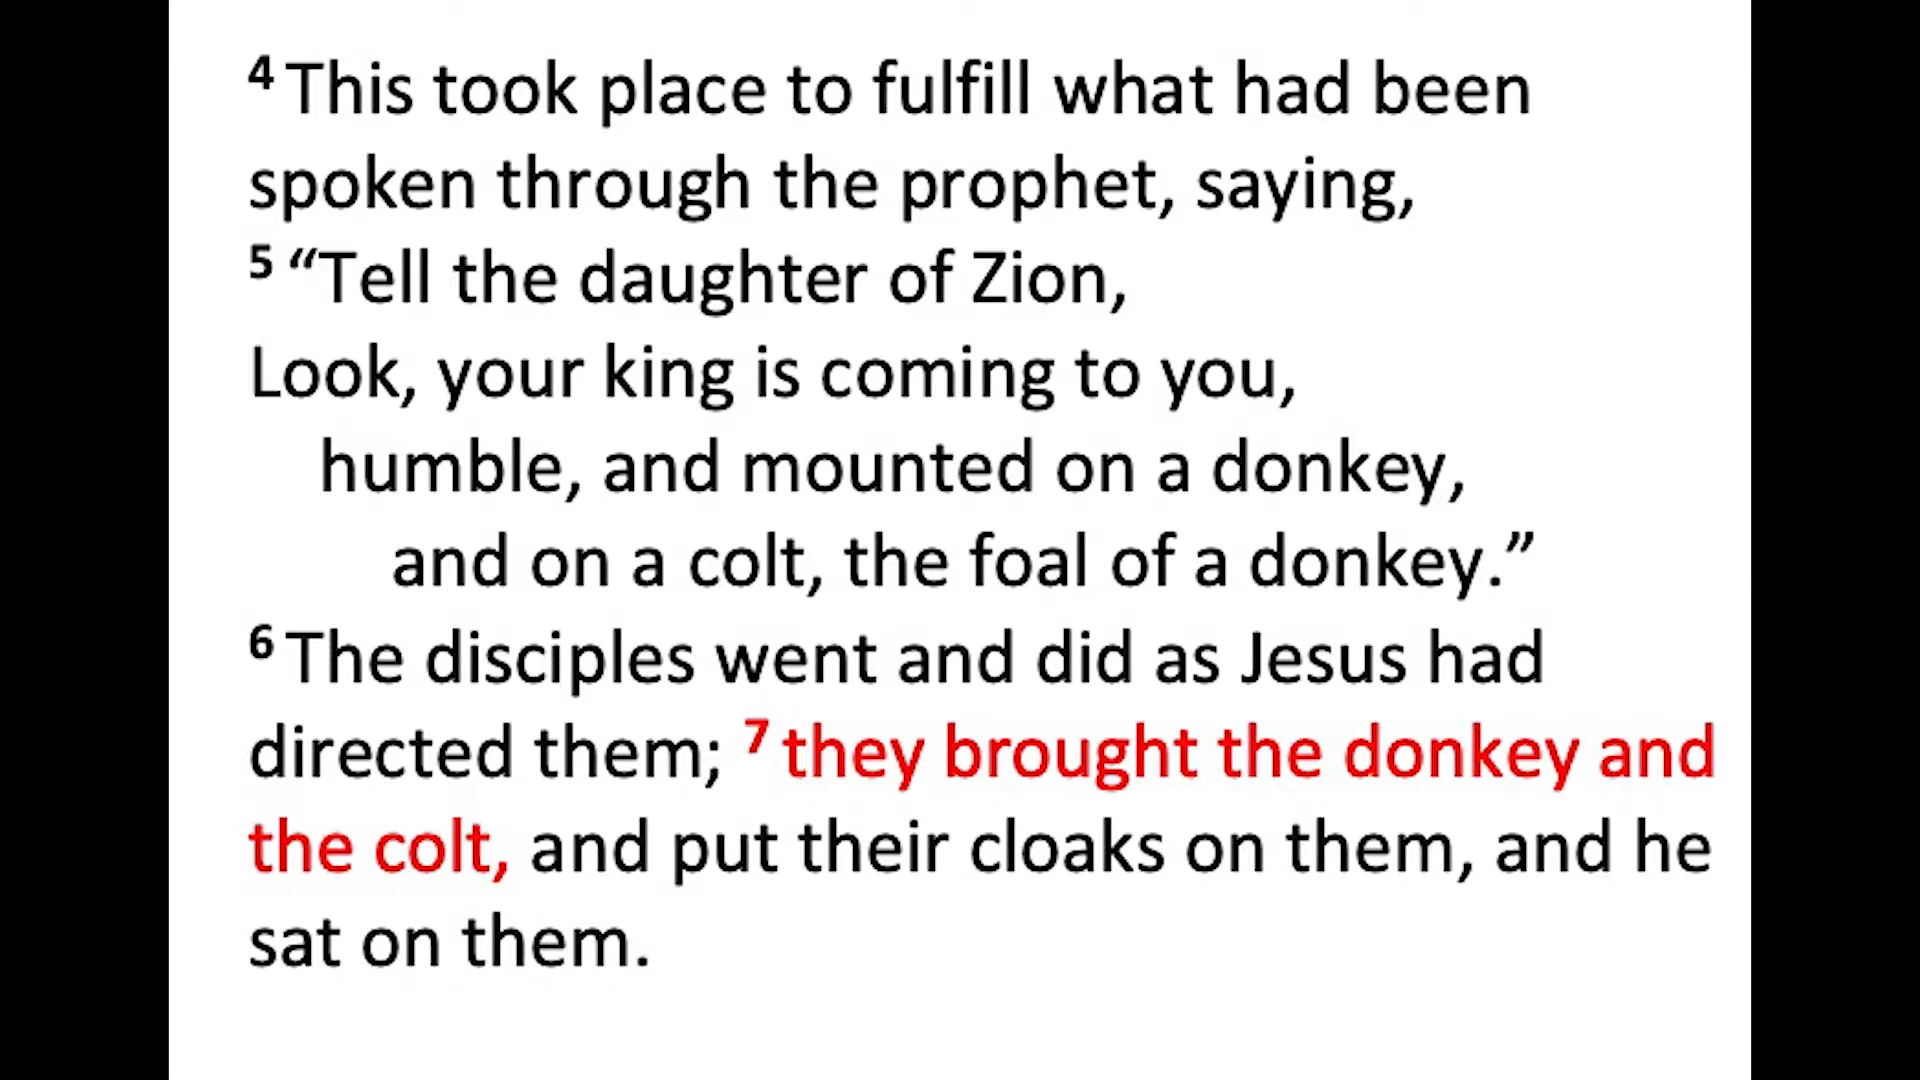 4 This took place to fulfill what had been
spoken through the prophet, saying,
5 “Tell the daughter of Zion,
Look, your king is coming to you,
humble, and mounted on a donkey,
and on a colt, the foal of a donkey.”
6 The disciples went and did as Jesus had
directed them; 7 they brought the donkey and
the colt, and put their cloaks on them, and he
sat on them.